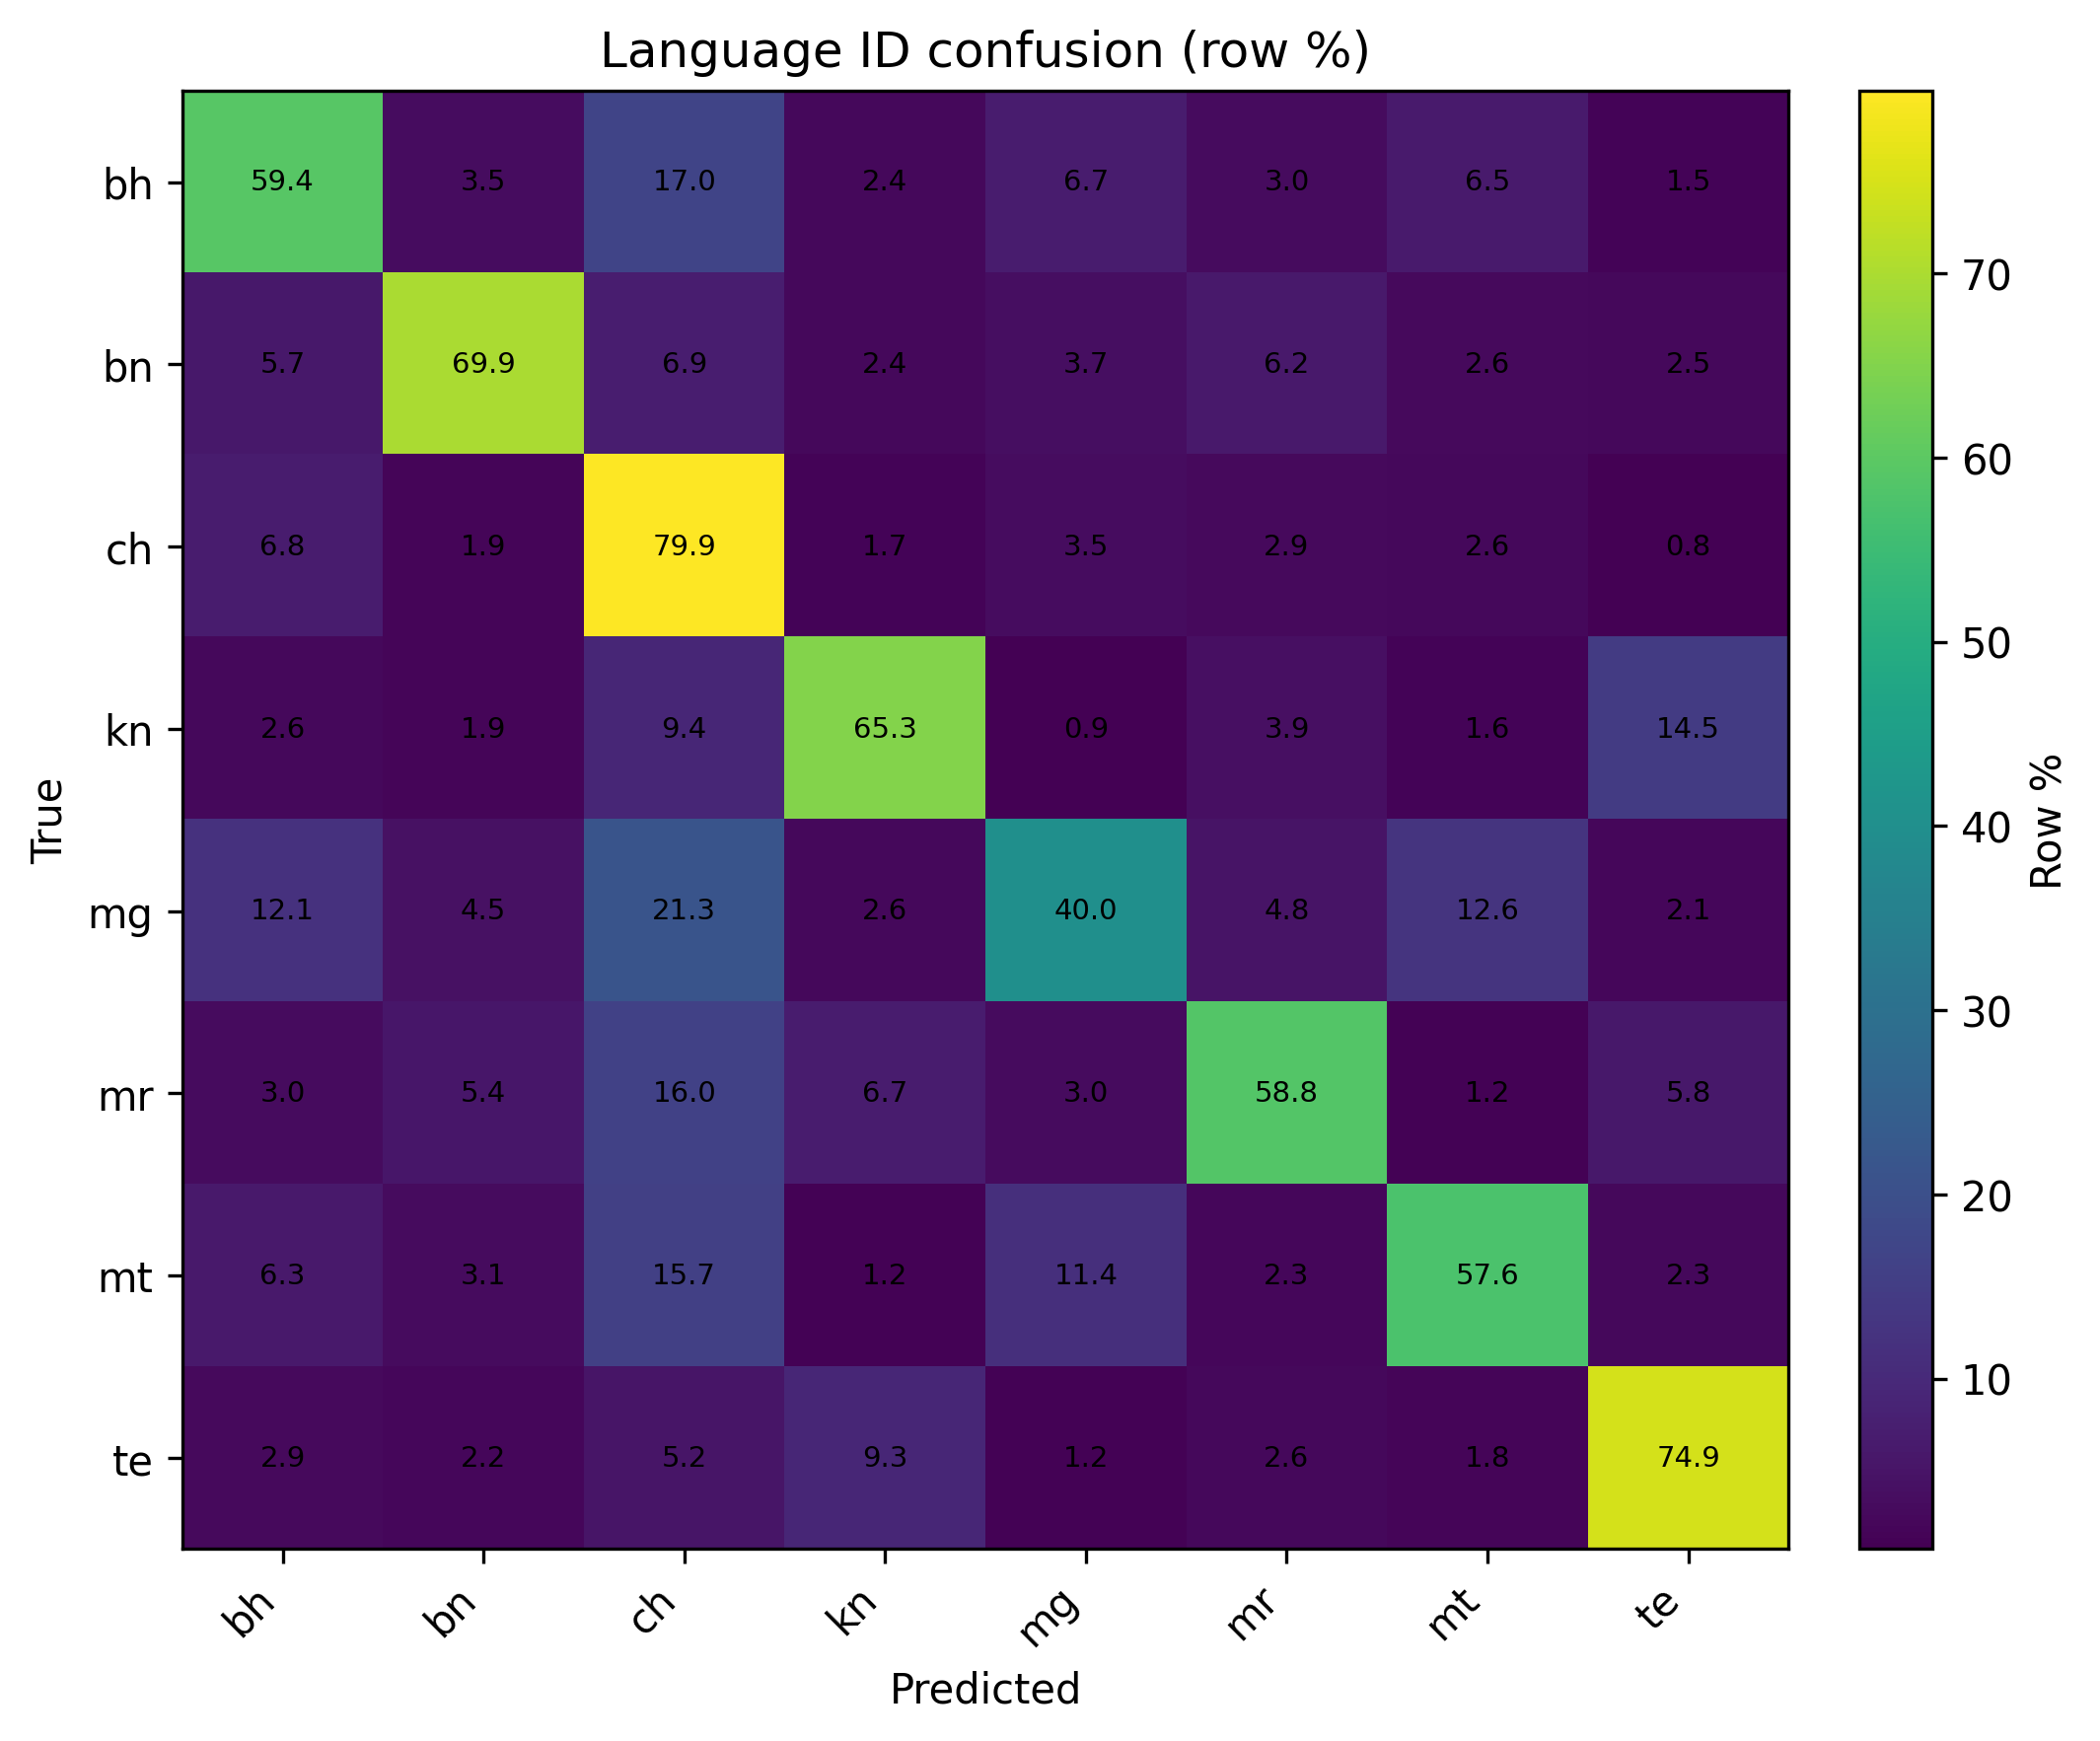 Language ID confusion (row %)
bh 59.4 3.5 17.0 2.4 6.7 3.0 6.5 1.5
bn 5.7 69.9 6.9 2.4 3.7 6.2 2.6 2.5
ch 6.8 1.9 79.9 1.7 3.5 2.9 2.6 0.8
kn 2.6 1.9 9.4 65.3 0.9 3.9 1.6 14.5
mg 12.1 4.5 21.3 2.6 40.0 4.8 12.6 2.1
mr 3.0 5.4 16.0 6.7 3.0 58.8 1.2 5.8
mt 6.3 3.1 15.7 1.2 11.4 2.3 57.6 2.3
te 2.9 2.2 5.2 9.3 1.2 2.6 1.8 74.9
bh bn ch kn mg mr mt te
Predicted
True
70
60
50
40
30
20
10
Row %